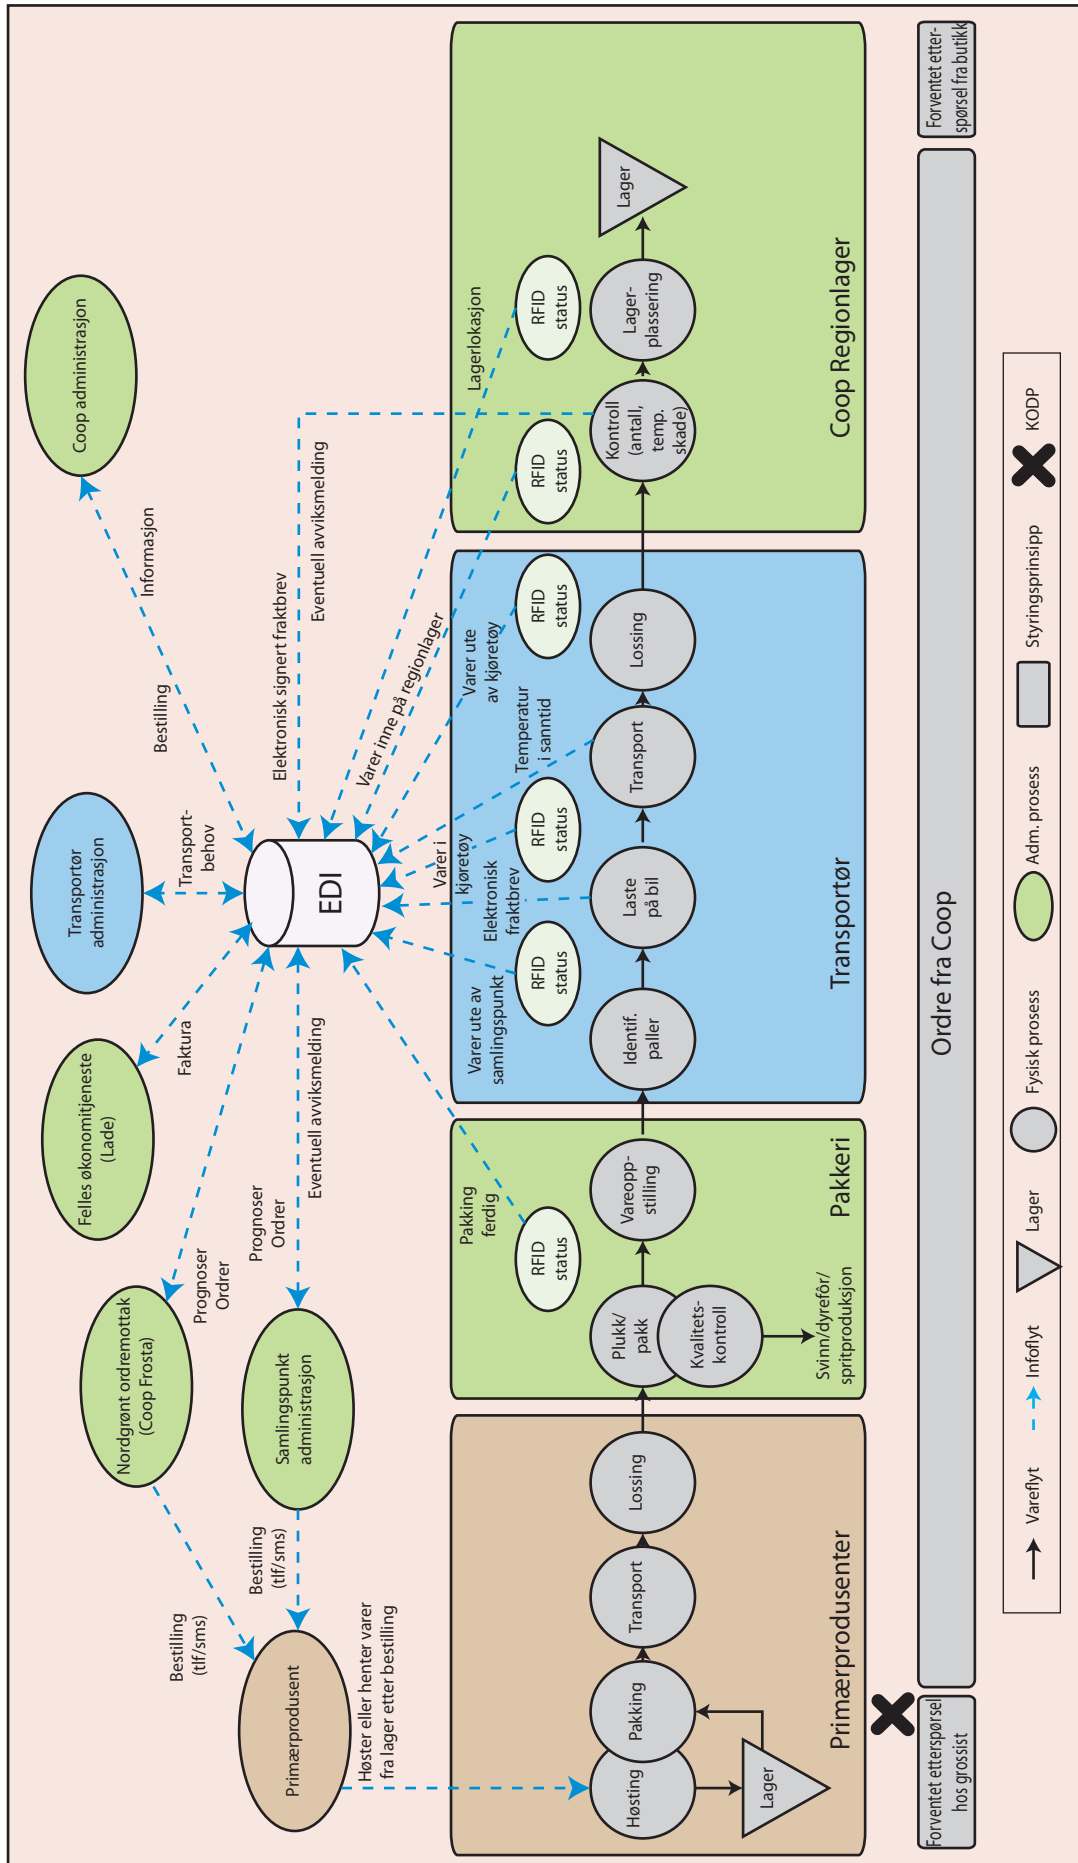 Primærprodusent
Nordgrønt ordremottak
(Coop Frosta)
Felles økonomitjeneste
(Lade)
Transportør
administrasjon
Coop administrasjon
Samlingspunkt
administrasjon
Bestilling
(tlf/sms)
Bestilling
(tlf/sms)
Prognoser
Ordrer
Prognoser
Ordrer
Eventuell avviksmelding
Faktura
Transport-
behov
Bestilling
Informasjon
EDI
Elektronisk signert fraktbrev
Eventuell avviksmelding
Høster eller henter varer
fra lager etter bestilling
Pakking
ferdig
Varer ute av
samlingspunkt
Elektronisk
fraktbrev
Varer i
kjøretøy
Temperatur
i sanntid
Varer ute
av kjøretøy
Varer inne på regionlager
Lagerlokasjon
RFID
status
RFID
status
RFID
status
RFID
status
RFID
status
RFID
status
Høsting
Pakking
Transport
Lossing
Lager
Primærprodusenter
Plukk/
pakk
Kvalitets-
kontroll
Vareopp-
stilling
Svinn/dyrefôr/
spritproduksjon
Pakkeri
Identif.
paller
Laste
på bil
Transport
Lossing
Transportør
Kontroll
(antall,
temp.
skade)
Lager-
plassering
Lager
Coop Regionlager
Forventet etterspørsel
hos grossist
Ordre fra Coop
Forventet etter-
spørsel fra butikk
Vareflyt
Infoflyt
Lager
Fysisk prosess
Adm. prosess
Styringsprinsipp
KODP